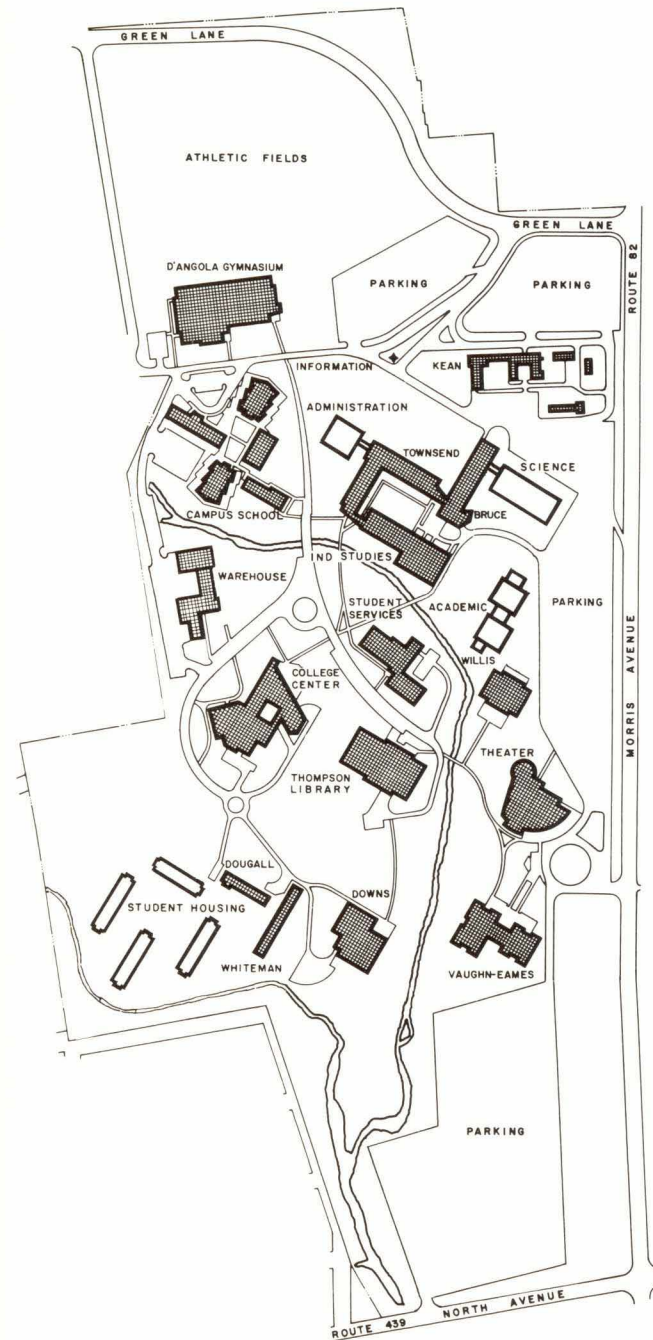 GREEN LANE
ATHLETIC FIELDS
GREEN LANE
D'ANGOLA GYMNASIUM
PARKING
PARKING
ROUTE 82
INFORMATION
KEAN
ADMINISTRATION
TOWNSEND
SCIENCE
CAMPUS SCHOOL
BRUCE
IND STUDIES
WAREHOUSE
STUDENT
SERVICES
ACADEMIC
PARKING
WILLIS
MORRIS AVENUE
COLLEGE
CENTER
THEATER
THOMPSON
LIBRARY
DOUGALL
DOWNS
STUDENT HOUSING
WHITEMAN
VAUGHN-EAMES
PARKING
ROUTE 439
NORTH AVENUE